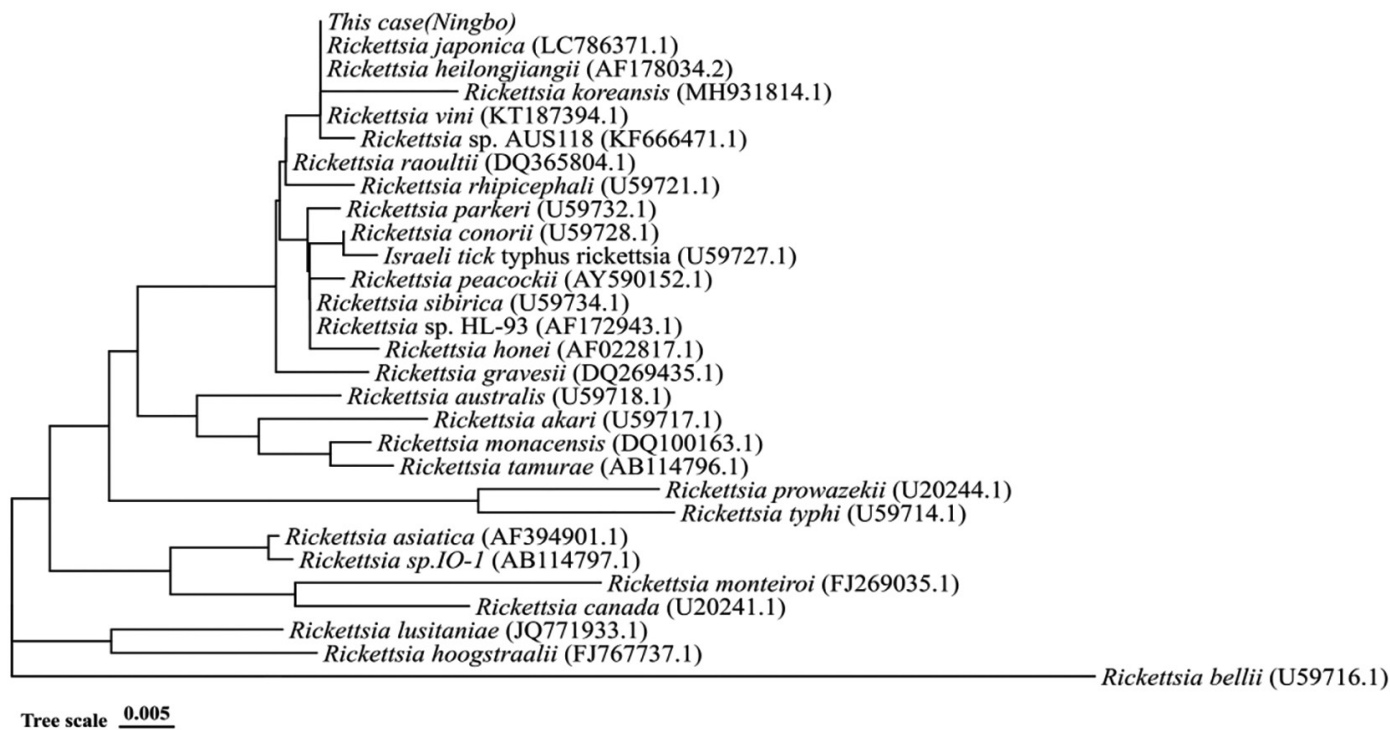 This case(Ningbo)
Rickettsia japonica (LC786371.1)
Rickettsia heilongjiangii (AF178034.2)
Rickettsia koreansis (MH931814.1)
Rickettsia vini (KT187394.1)
Rickettsia sp. AUS118 (KF666471.1)
Rickettsia raoultii (DQ365804.1)
Rickettsia rhipicephali (U59721.1)
Rickettsia parkeri (U59732.1)
Rickettsia conorii (U59728.1)
Israeli tick typhus rickettsia (U59727.1)
Rickettsia peacockii (AY590152.1)
Rickettsia sibirica (U59734.1)
Rickettsia sp. HL-93 (AF172943.1)
Rickettsia honei (AF022817.1)
Rickettsia gravesii (DQ269435.1)
Rickettsia australis (U59718.1)
Rickettsia akari (U59717.1)
Rickettsia monacensis (DQ100163.1)
Rickettsia tamurae (AB114796.1)
Rickettsia prowazekii (U20244.1)
Rickettsia typhi (U59714.1)
Rickettsia asiatica (AF394901.1)
Rickettsia sp.IO-1 (AB114797.1)
Rickettsia monteiroi (FJ269035.1)
Rickettsia canada (U20241.1)
Rickettsia lusitaniae (JQ771933.1)
Rickettsia hoogstraalii (FJ767737.1)
Rickettsia bellii (U59716.1)
Tree scale 0.005